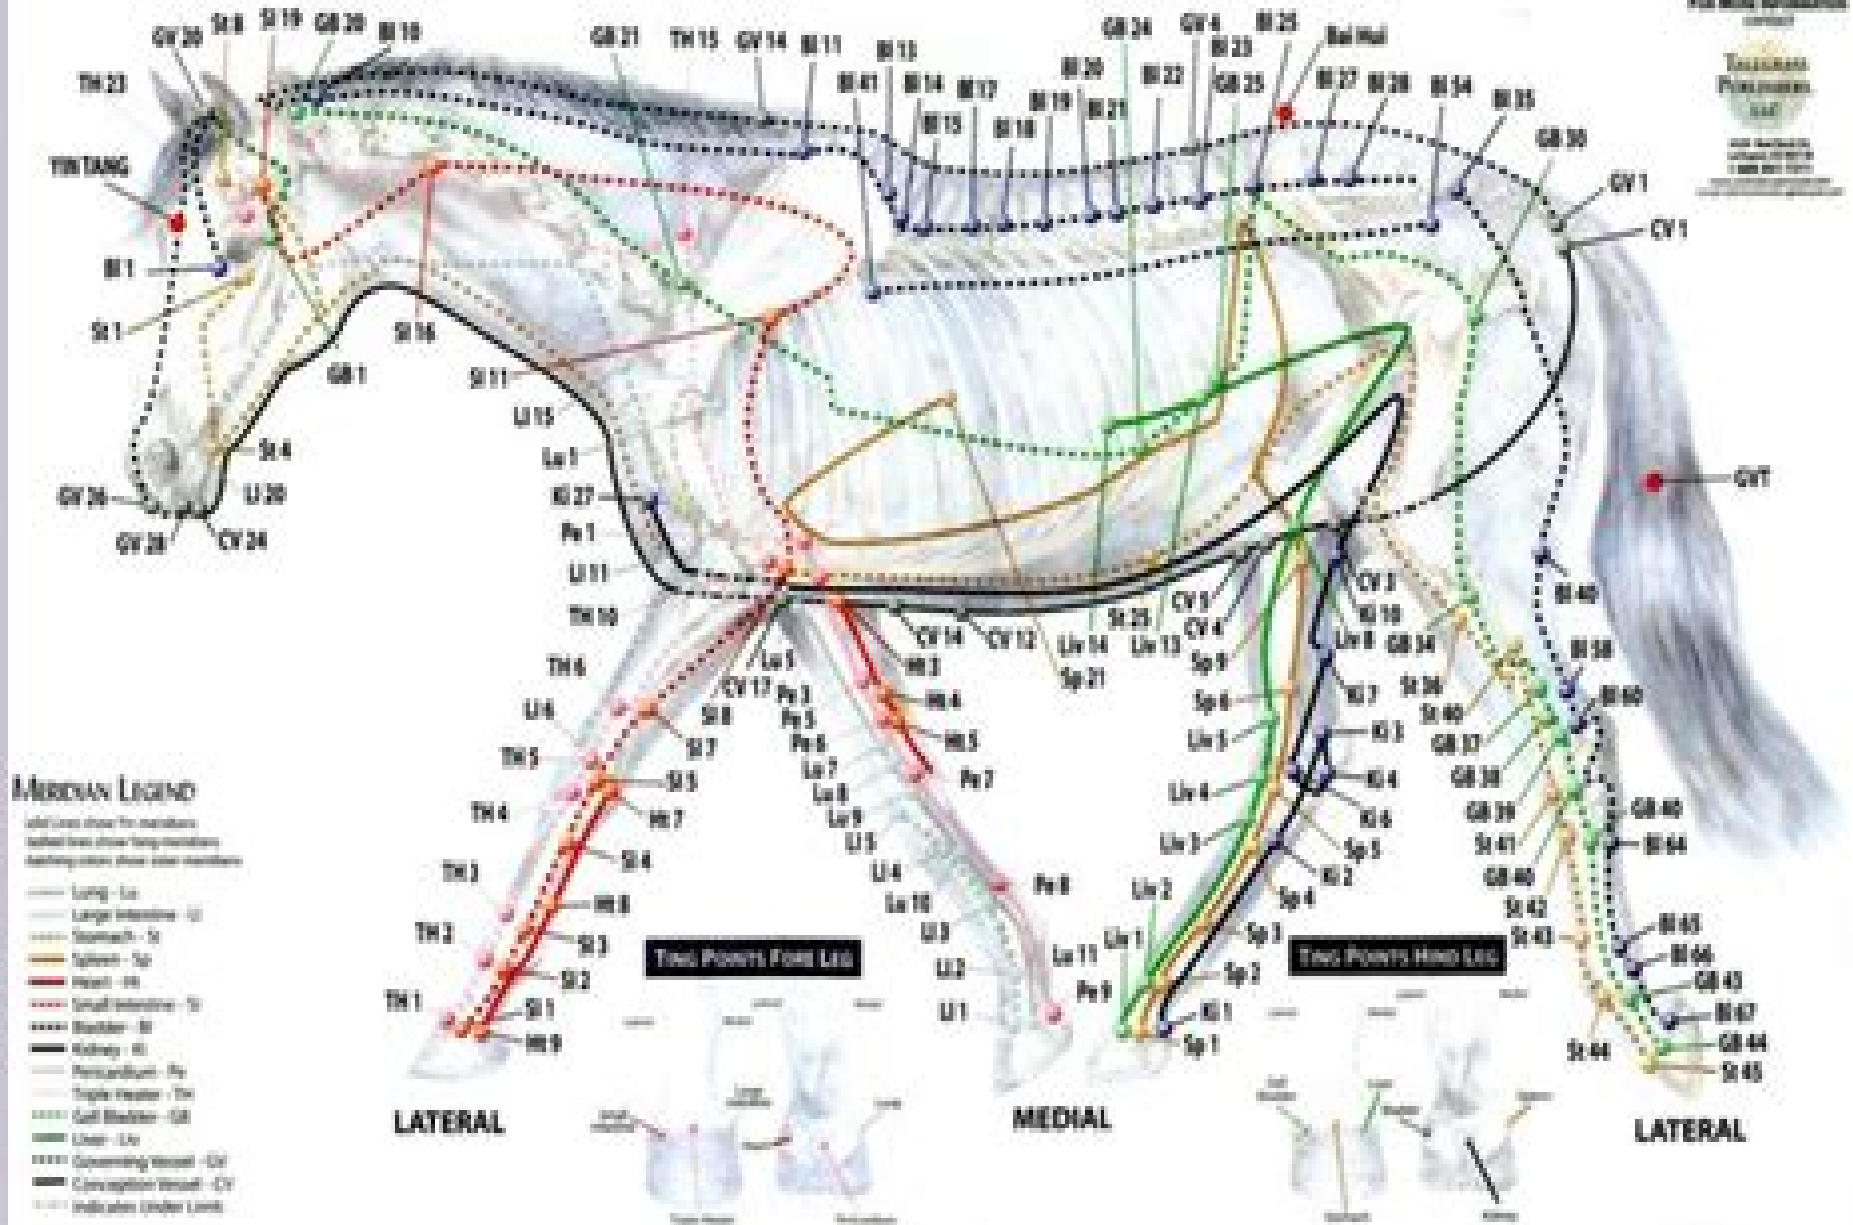 GV 20
St 8
SI 19
GB 20
Bl 10
GB 21
TH 15
GV 14
Bl 11
Bl 13
GB 24
GV 4
Bl 23
Bl 25
Bai Hui
TH 23
Bl 41
Bl 14
Bl 17
Bl 20
Bl 22
GB 25
Bl 27
Bl 28
Bl 54
Bl 35
Bl 15
Bl 18
Bl 19
Bl 21
GB 30
YIN TANG
GV 1
CV 1
Bl 1
St 1
SI 16
GB 1
SI 11
LI 15
St 4
Lu 1
LI 20
GV 26
Ki 27
GV 28
CV 24
Pe 1
LI 11
TH 10
GVT
CV 14
CV 12
Liv 14
St 25
Liv 13
CV 5
CV 4
CV 3
Ki 10
Liv 8
GB 34
Bl 40
Sp 21
Sp 9
TH 6
Lu 5
CV 17
Pe 3
Ht 3
Ht 4
Sp 6
Ki 7
St 36
Bl 58
Bl 60
LI 6
SI 8
SI 7
Pe 5
Pe 6
Ht 5
Liv 5
Ki 3
St 40
GB 37
TH 5
SI 5
Lu 7
Pe 7
Liv 4
Ki 4
GB 38
TH 4
Ht 7
Lu 8
Lu 9
Ki 6
GB 39
GB 40
LI 5
Liv 3
Sp 5
St 41
Bl 64
SI 4
LI 4
Ki 2
GB 40
TH 3
Ht 8
Lu 10
Pe 8
Liv 2
Sp 4
St 42
TH 2
SI 3
LI 3
Liv 1
Sp 3
St 43
Bl 65
SI 2
LI 2
Lu 11
Sp 2
Bl 66
TH 1
SI 1
LI 1
Pe 9
Ki 1
GB 43
Bl 67
Ht 9
Sp 1
St 44
GB 44
St 45
TALLGRASS
PUBLISHERS
LLC
MERIDIAN LEGEND
Lung - Lu
Large Intestine - LI
Stomach - St
Spleen - Sp
Heart - Ht
Small Intestine - SI
Bladder - Bl
Kidney - Ki
Pericardium - Pe
Triple Heater - TH
Gall Bladder - GB
Liver - Liv
Governing Vessel - GV
Conception Vessel - CV
Indicates Under Limb
TING POINTS FORE LEG
TING POINTS HIND LEG
LATERAL
MEDIAL
LATERAL